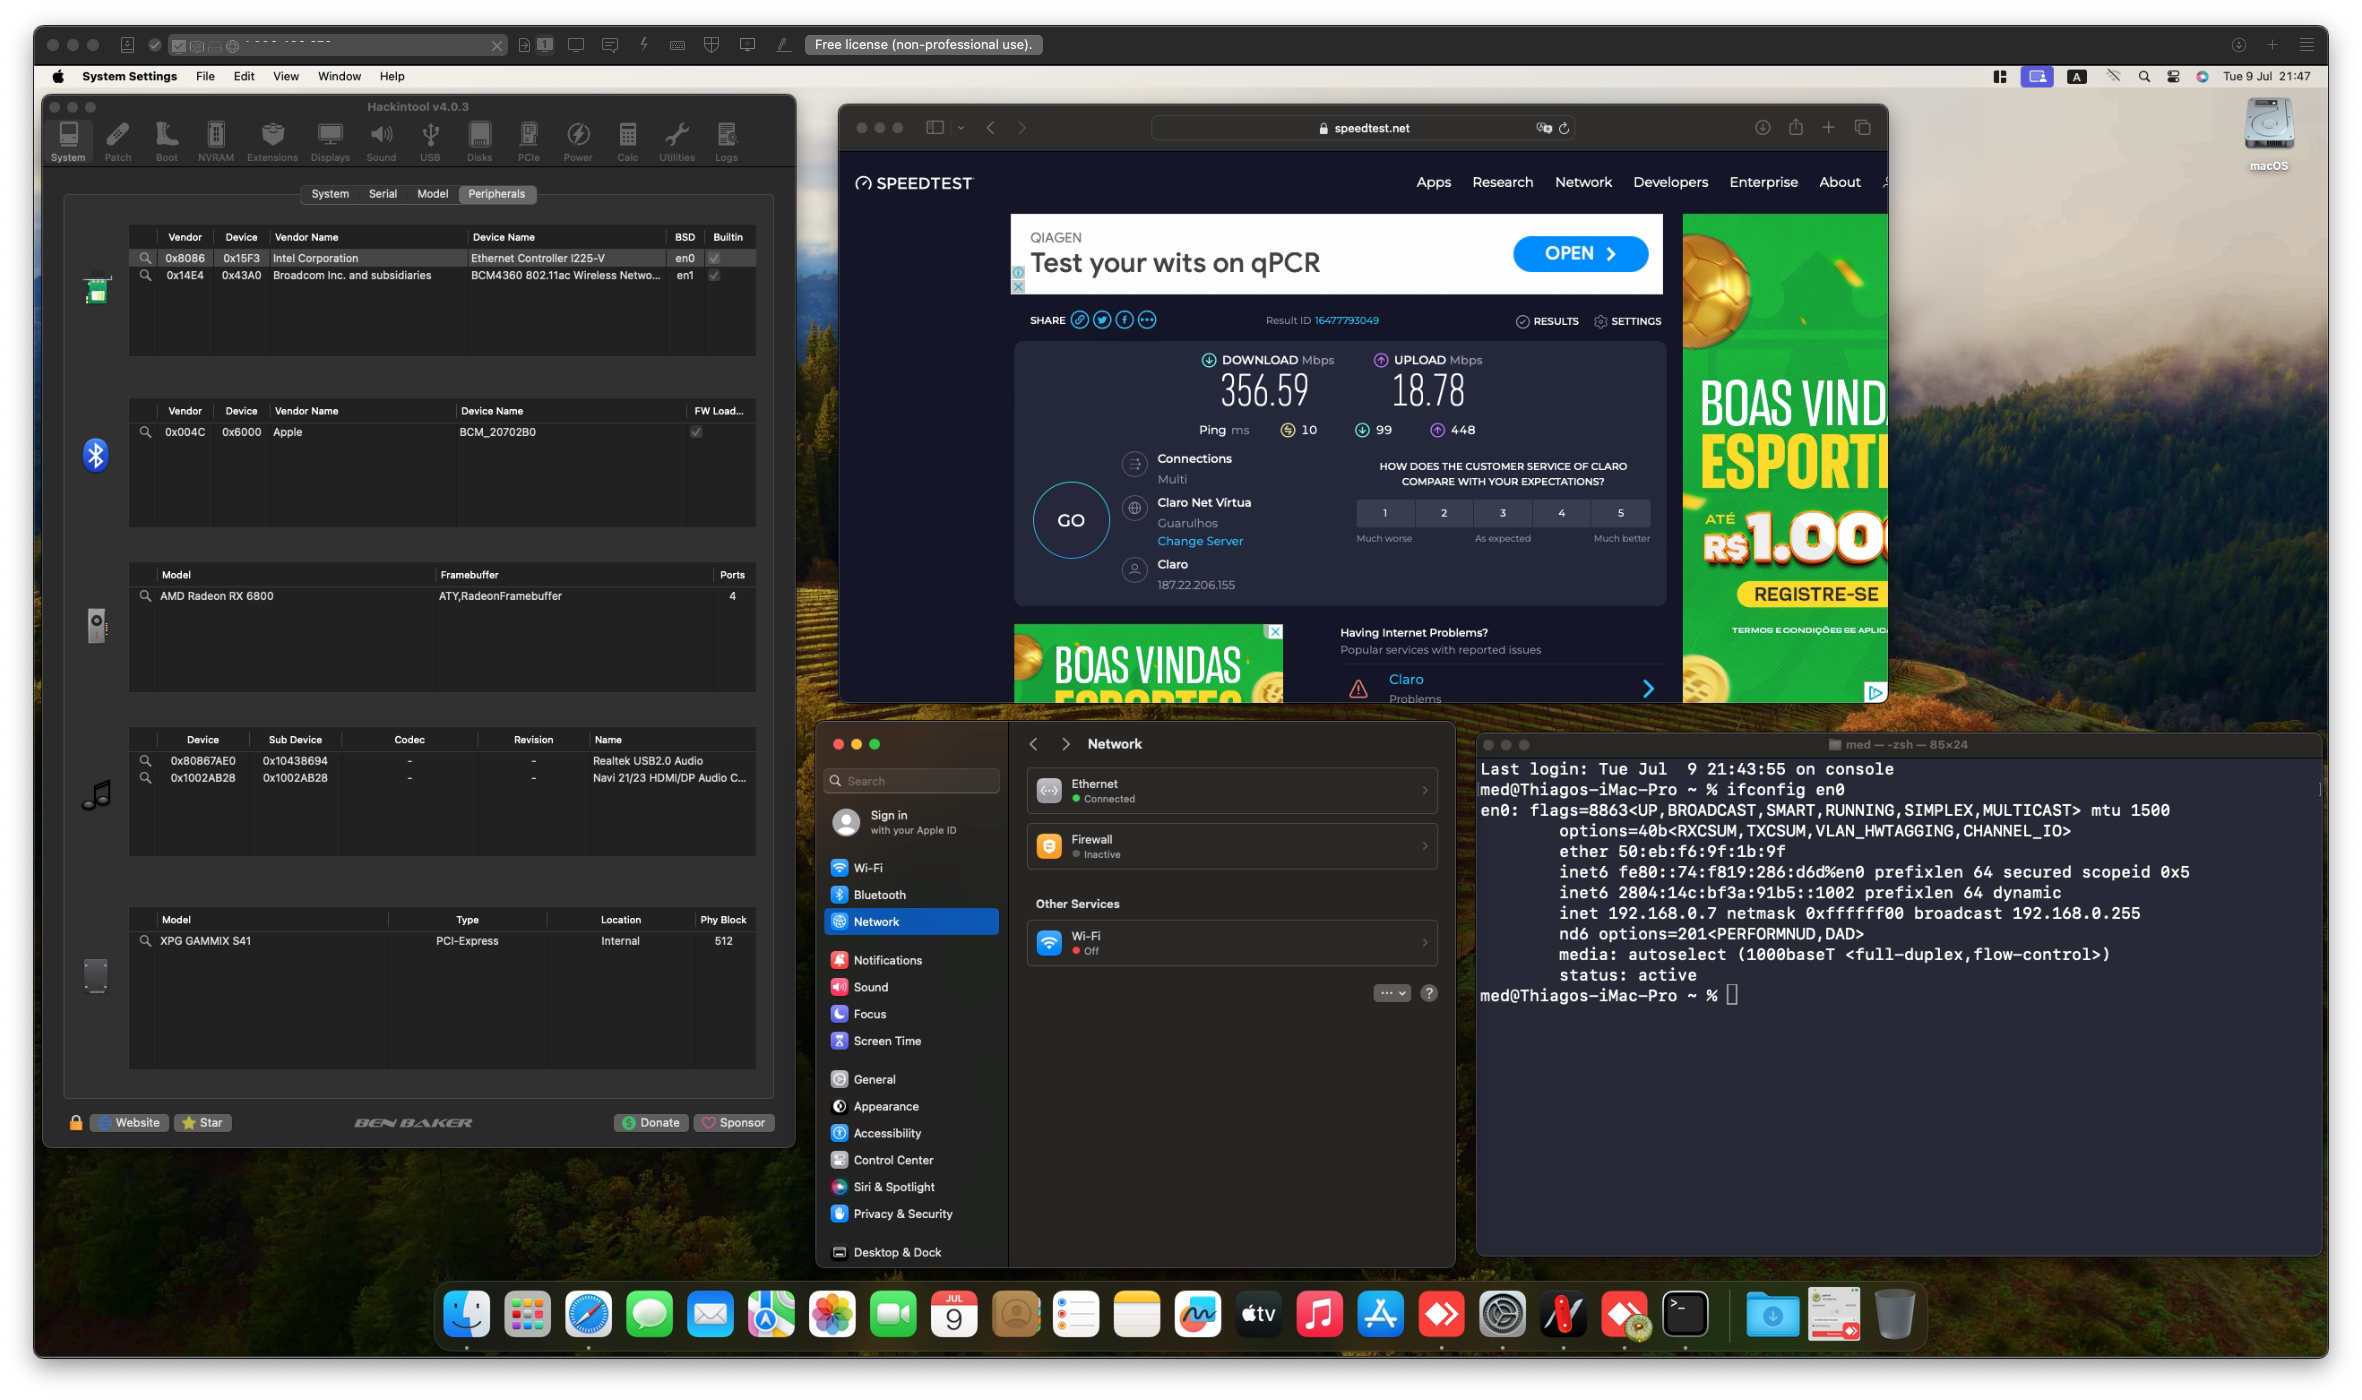 Free license (non-professional use).
System Settings File Edit View Window Help
A
Tue 9 Jul 21:47
Hackintool v4.0.3
System Patch Boot NVRAM Extensions Displays Sound USB Disks PCIe Power Calc Utilities Logs
System Serial Model Peripherals
Vendor Device Vendor Name Device Name BSD Builtin
0x8086 0x15F3 Intel Corporation Ethernet Controller I225-V en0
0x14E4 0x43A0 Broadcom Inc. and subsidiaries BCM4360 802.11ac Wireless Netwo... en1
Vendor Device Vendor Name Device Name FW Load...
0x004C 0x6000 Apple BCM_20702B0
Model Framebuffer Ports
AMD Radeon RX 6800 ATY,RadeonFramebuffer 4
Device Sub Device Codec Revision Name
0x80867AE0 0x10438694 - - Realtek USB2.0 Audio
0x1002AB28 0x1002AB28 - - Navi 21/23 HDMI/DP Audio C...
Model Type Location Phy Block
XPG GAMMIX S41 PCI-Express Internal 512
Website Star BEN BAKER Donate Sponsor
speedtest.net
SPEEDTEST
Apps Research Network Developers Enterprise About
QIAGEN
Test your wits on qPCR
OPEN
SHARE
Result ID 16477793049
RESULTS SETTINGS
DOWNLOAD Mbps
356.59
UPLOAD Mbps
18.78
Ping ms 10 99 448
Connections
Multi
Claro Net Vírtua
Guarulhos
Change Server
Claro
187.22.206.155
GO
HOW DOES THE CUSTOMER SERVICE OF CLARO
COMPARE WITH YOUR EXPECTATIONS?
1 2 3 4 5
Much worse As expected Much better
BOAS VINDAS
Having Internet Problems?
Popular services with reported issues
Claro
Problems
BOAS VIND
ESPORT
ATÉ
R$1.00
REGISTRE-SE
TERMOS E CONDIÇÕES SE APLIC
Search
Sign in
with your Apple ID
Wi-Fi
Bluetooth
Network
Notifications
Sound
Focus
Screen Time
General
Appearance
Accessibility
Control Center
Siri & Spotlight
Privacy & Security
Desktop & Dock
Network
Ethernet
Connected
Firewall
Inactive
Other Services
Wi-Fi
Off
?
med — -zsh — 85×24
Last login: Tue Jul  9 21:43:55 on console
med@Thiagos-iMac-Pro ~ % ifconfig en0
en0: flags=8863<UP,BROADCAST,SMART,RUNNING,SIMPLEX,MULTICAST> mtu 1500
options=40b<RXCSUM,TXCSUM,VLAN_HWTAGGING,CHANNEL_IO>
ether 50:eb:f6:9f:1b:9f
inet6 fe80::74:f819:286:d6d%en0 prefixlen 64 secured scopeid 0x5
inet6 2804:14c:bf3a:91b5::1002 prefixlen 64 dynamic
inet 192.168.0.7 netmask 0xffffff00 broadcast 192.168.0.255
nd6 options=201<PERFORMNUD,DAD>
media: autoselect (1000baseT <full-duplex,flow-control>)
status: active
med@Thiagos-iMac-Pro ~ %
macOS
JUL
9
tv